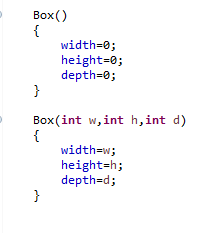 Box()
{
width=0;
height=0;
depth=0;
}
Box(int w,int h,int d)
{
width=w;
height=h;
depth=d;
}